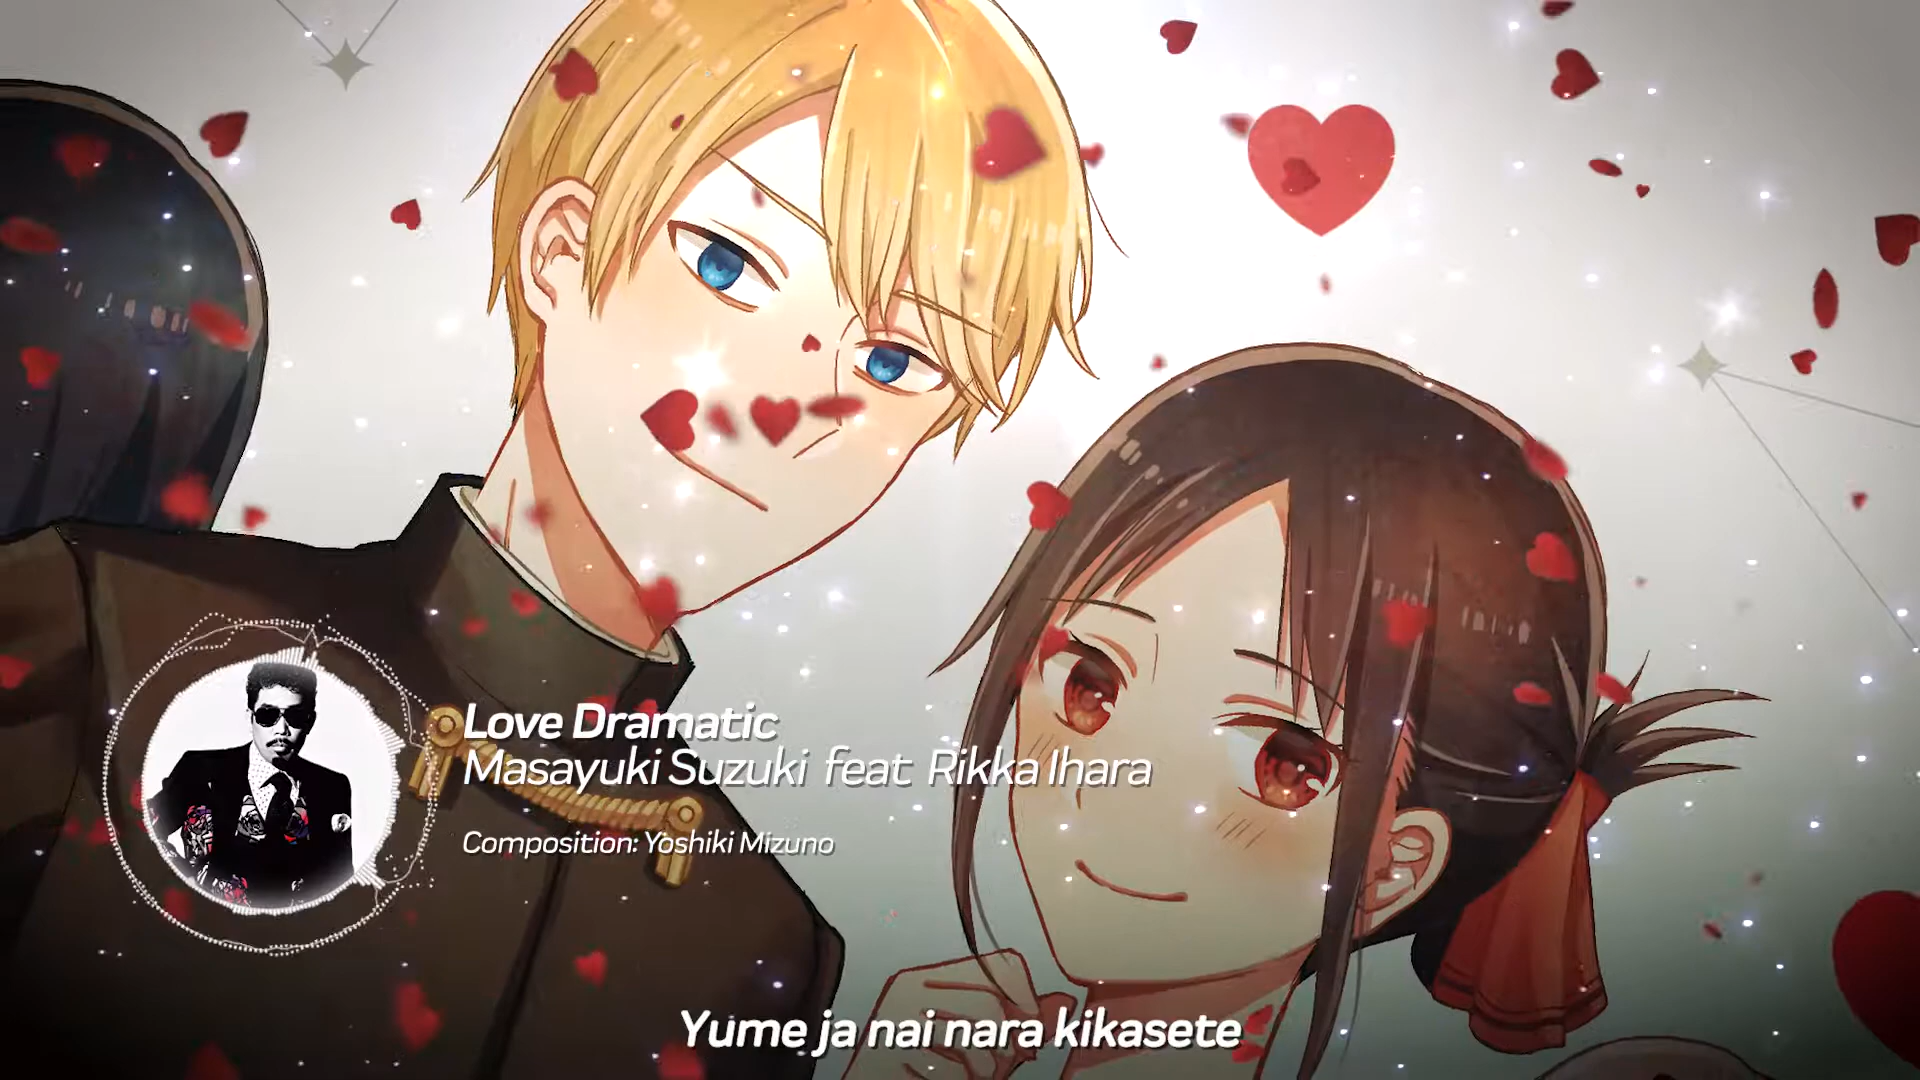 Love Dramatic
Masayuki Suzuki feat. Rikka Ihara
Composition: Yoshiki Mizuno
Yume ja nai nara kikasete